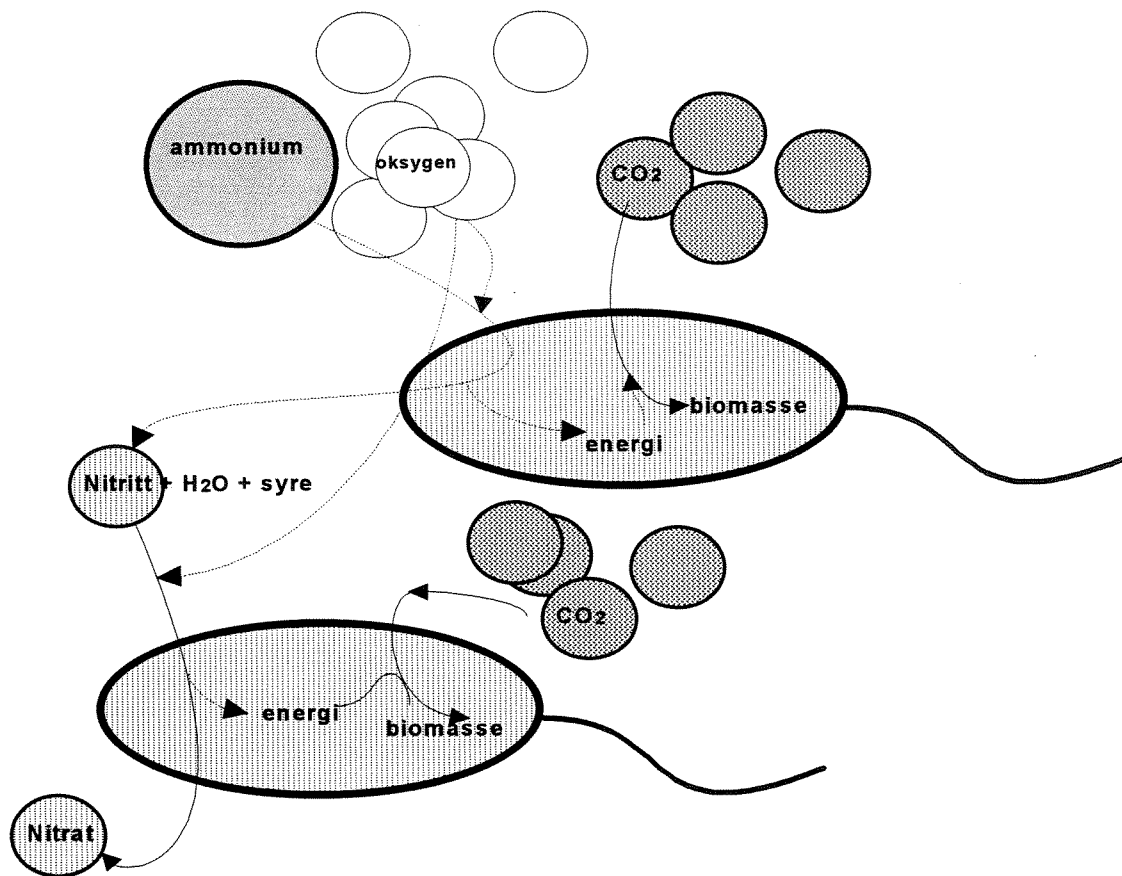 ammonium
oksygen
CO2
biomasse
energi
Nitritt + H2O + syre
CO2
energi
biomasse
Nitrat